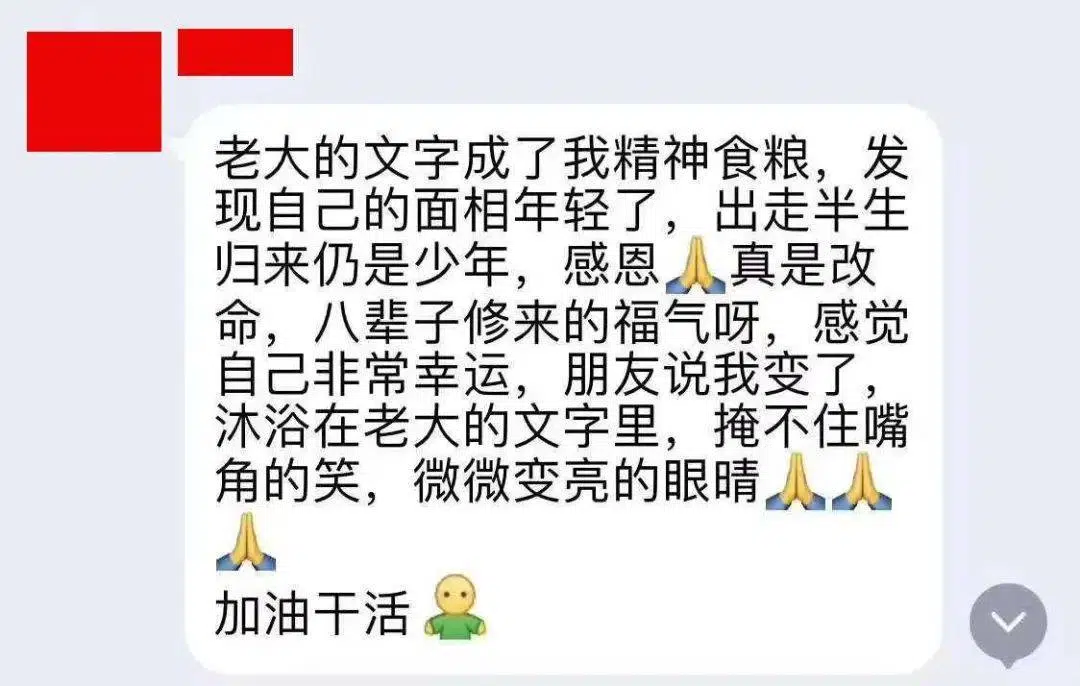 老大的文字成了我精神食粮，发
现自己的面相年轻了，出走半生
归来仍是少年，感恩🙏真是改
命，八辈子修来的福气呀，感觉
自己非常幸运，朋友说我变了，
沐浴在老大的文字里，掩不住嘴
角的笑，微微变亮的眼睛🙏🙏
🙏
加油干活